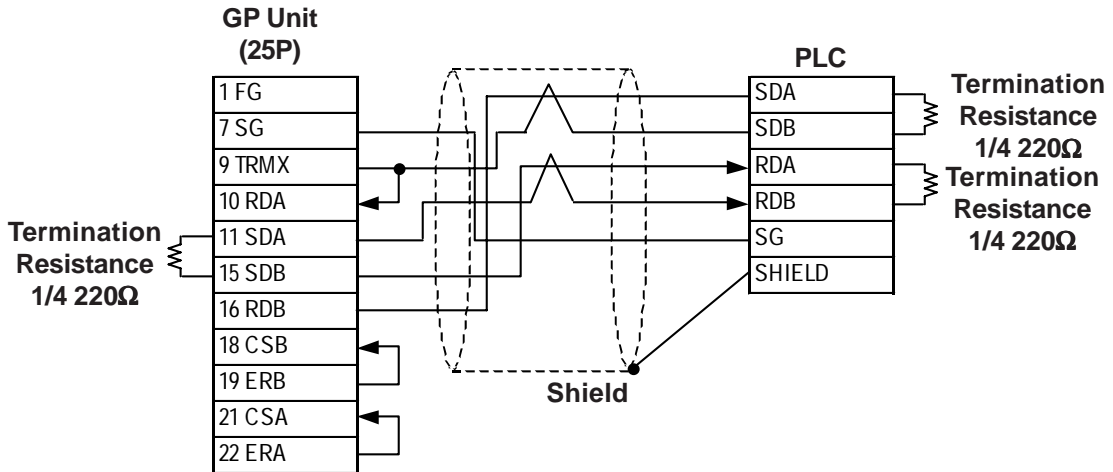 GP Unit
(25P)
1 FG
7 SG
9 TRMX
10 RDA
11 SDA
15 SDB
16 RDB
18 CSB
19 ERB
21 CSA
22 ERA
Termination
Resistance
1/4 220Ω
Shield
PLC
SDA
SDB
RDA
RDB
SG
SHIELD
Termination
Resistance
1/4 220Ω
Termination
Resistance
1/4 220Ω